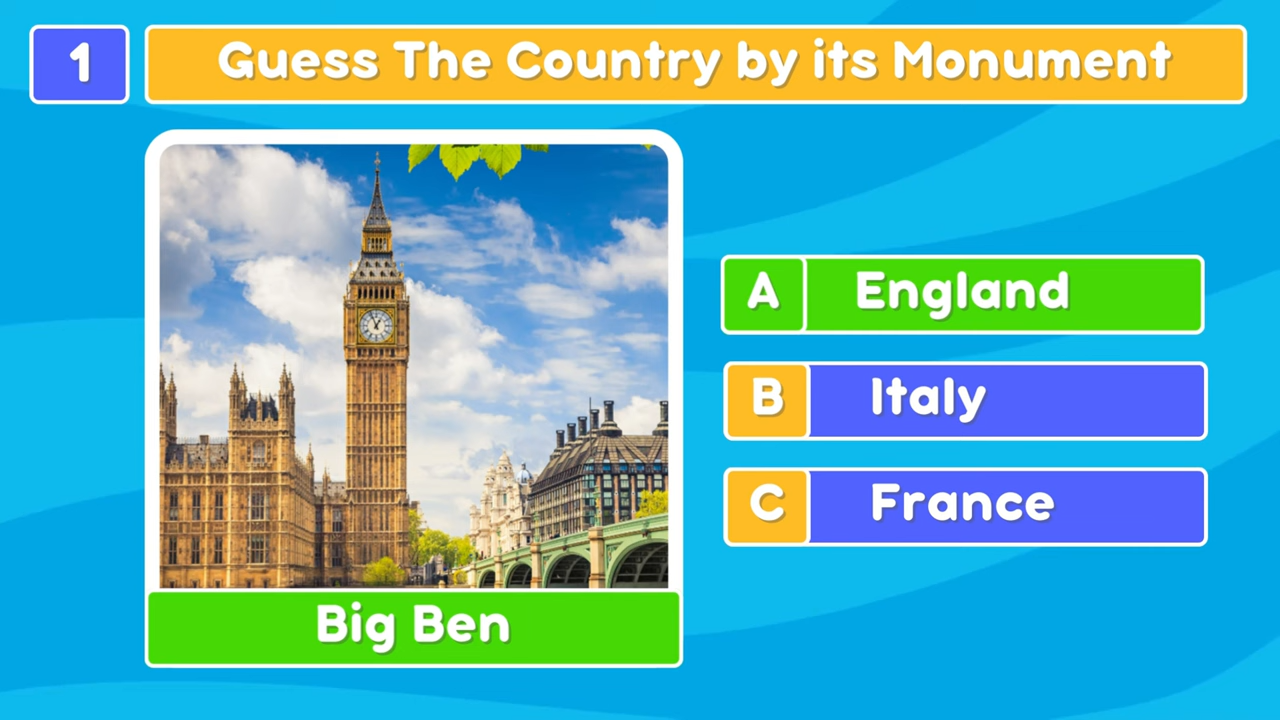 1
Guess The Country by its Monument
A England
B Italy
C France
Big Ben